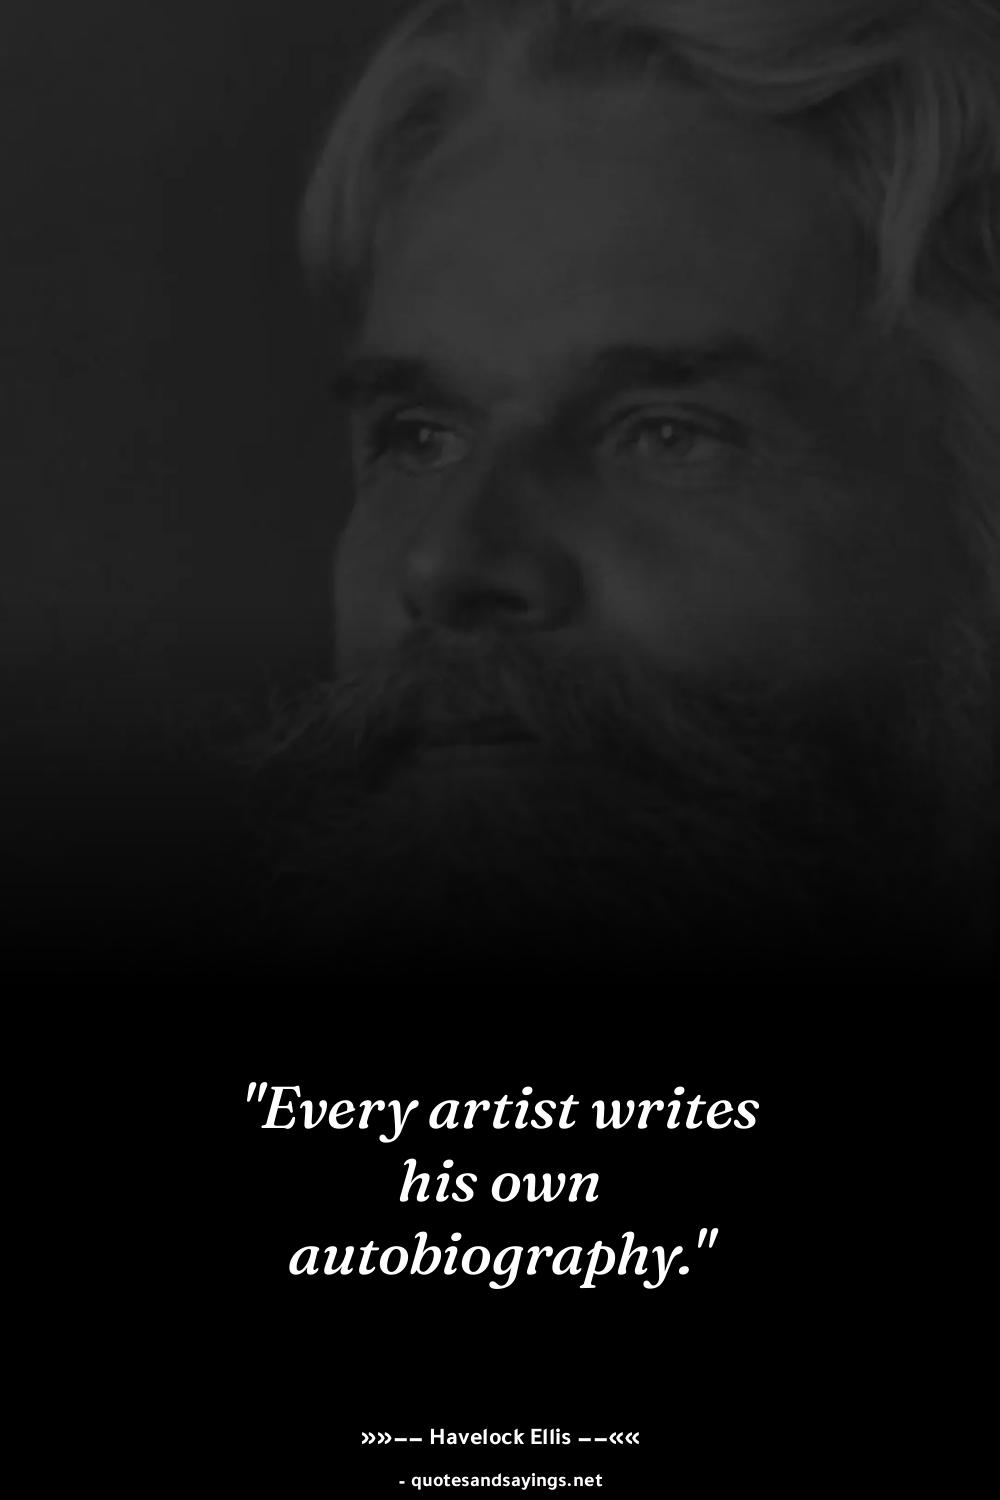 "Every artist writes
his own
autobiography."
»»−− Havelock Ellis −−««
- quotesandsayings.net